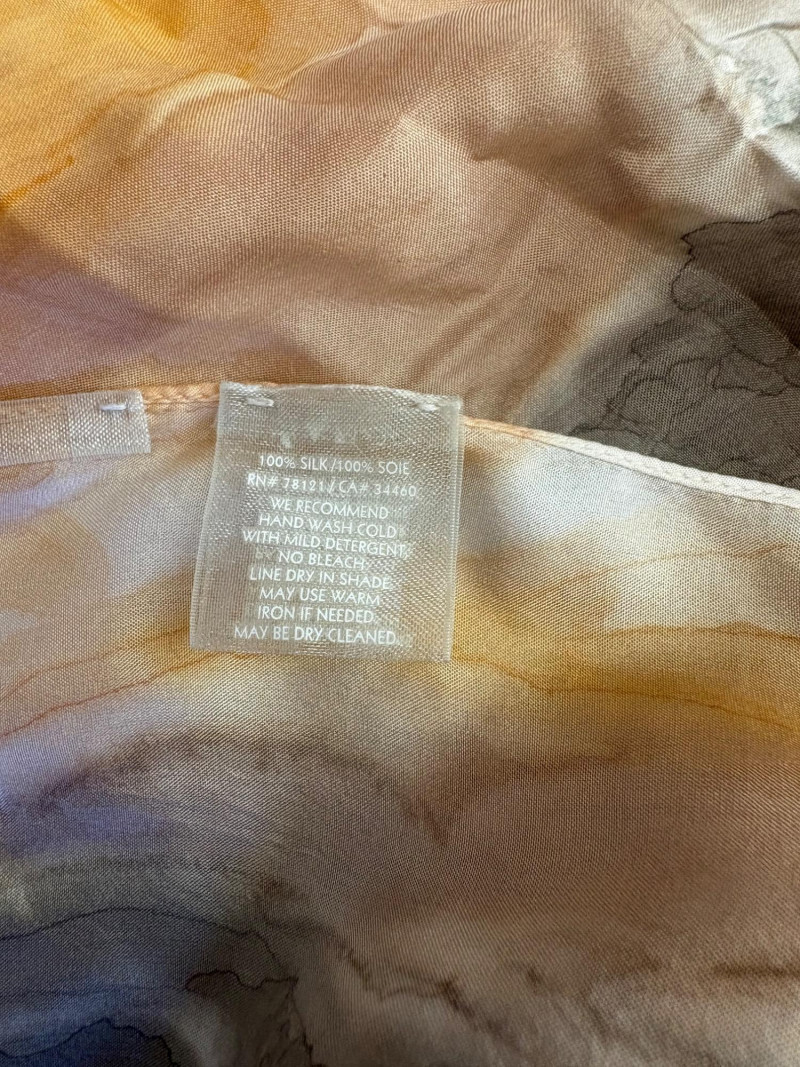 100% SILK/100% SOIE
RN# 78121/CA# 34460
WE RECOMMEND
HAND WASH COLD
WITH MILD DETERGENT.
NO BLEACH
LINE DRY IN SHADE
MAY USE WARM
IRON IF NEEDED.
MAY BE DRY CLEANED.